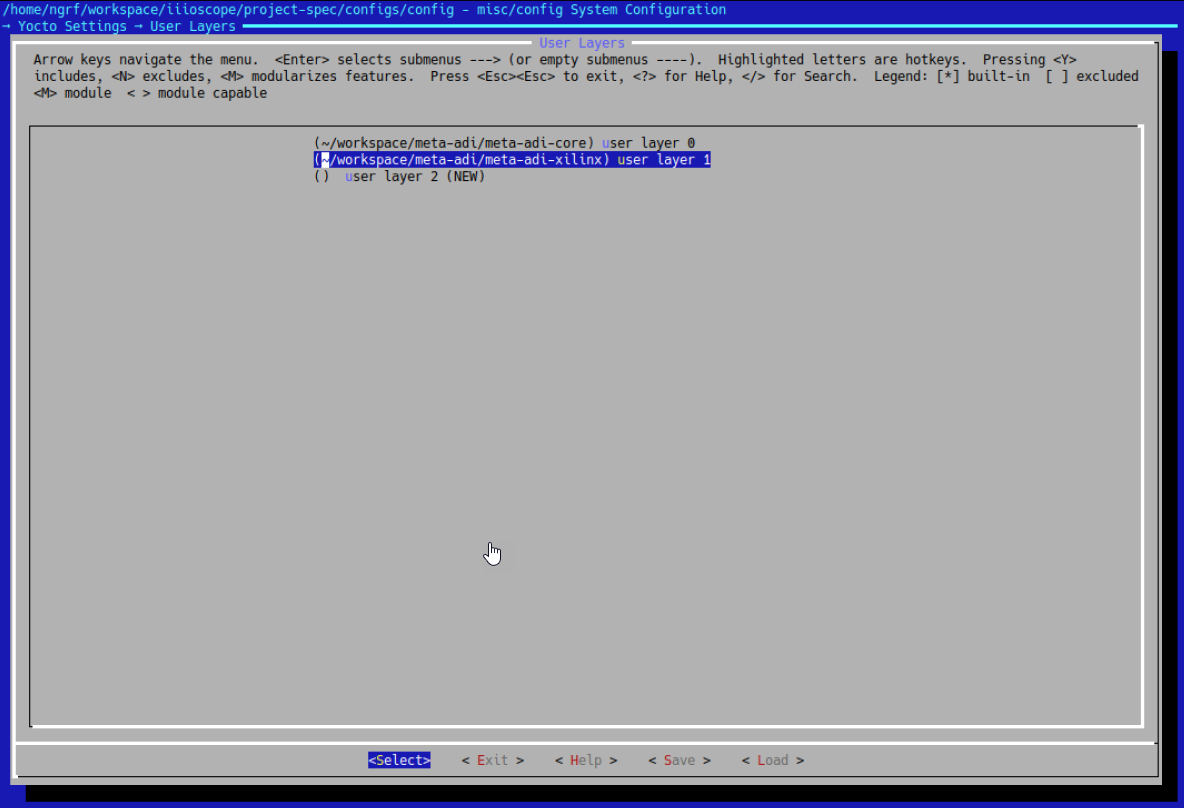 /home/ngrf/workspace/iiioscope/project-spec/configs/config - misc/config System Configuration
→ Yocto Settings → User Layers
User Layers
Arrow keys navigate the menu.  <Enter> selects submenus ---> (or empty submenus ----).  Highlighted letters are hotkeys.  Pressing <Y>
includes, <N> excludes, <M> modularizes features.  Press <Esc><Esc> to exit, <?> for Help, </> for Search.  Legend: [*] built-in  [ ] excluded
<M> module  < > module capable
(~/workspace/meta-adi/meta-adi-core) user layer 0
(~/workspace/meta-adi/meta-adi-xilinx) user layer 1
()  user layer 2 (NEW)
<Select>    < Exit >    < Help >    < Save >    < Load >